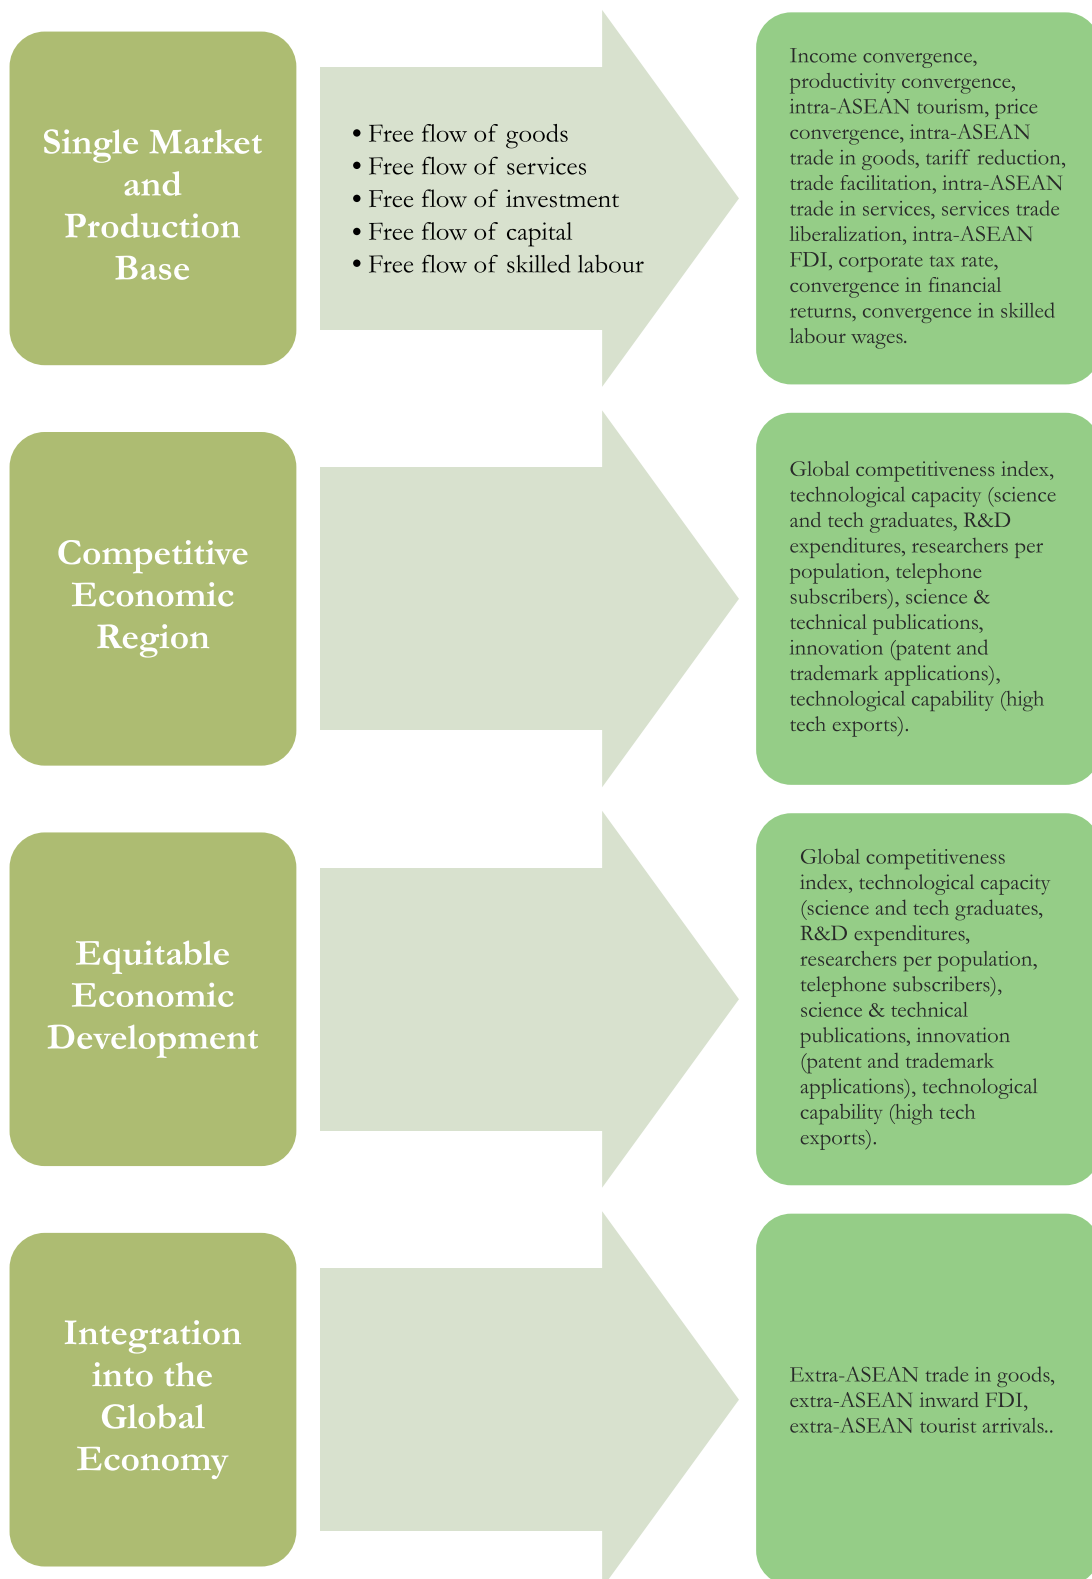 Single Market
and
Production
Base
• Free flow of goods
• Free flow of services
• Free flow of investment
• Free flow of capital
• Free flow of skilled labour
Income convergence,
productivity convergence,
intra-ASEAN tourism, price
convergence, intra-ASEAN
trade in goods, tariff reduction,
trade facilitation, intra-ASEAN
trade in services, services trade
liberalization, intra-ASEAN
FDI, corporate tax rate,
convergence in financial
returns, convergence in skilled
labour wages.
Competitive
Economic
Region
Global competitiveness index,
technological capacity (science
and tech graduates, R&D
expenditures, researchers per
population, telephone
subscribers), science &
technical publications,
innovation (patent and
trademark applications),
technological capability (high
tech exports).
Equitable
Economic
Development
Global competitiveness
index, technological capacity
(science and tech graduates,
R&D expenditures,
researchers per population,
telephone subscribers),
science & technical
publications, innovation
(patent and trademark
applications), technological
capability (high tech
exports).
Integration
into the
Global
Economy
Extra-ASEAN trade in goods,
extra-ASEAN inward FDI,
extra-ASEAN tourist arrivals..